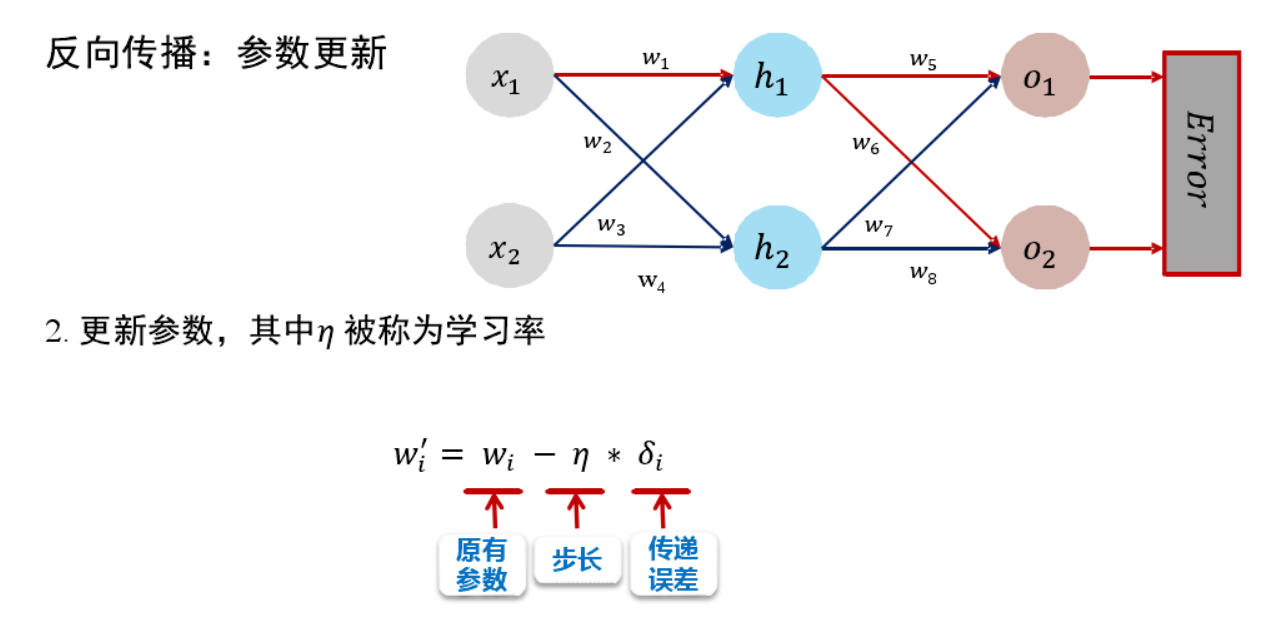 反向传播：参数更新
x₁
w₁
h₁
w₅
o₁
Error
w₂
w₆
x₂
w₃
w₄
h₂
w₇
w₈
o₂
2. 更新参数，其中η 被称为学习率
w′ᵢ = wᵢ − η * δᵢ
原有
参数
步长
传递
误差